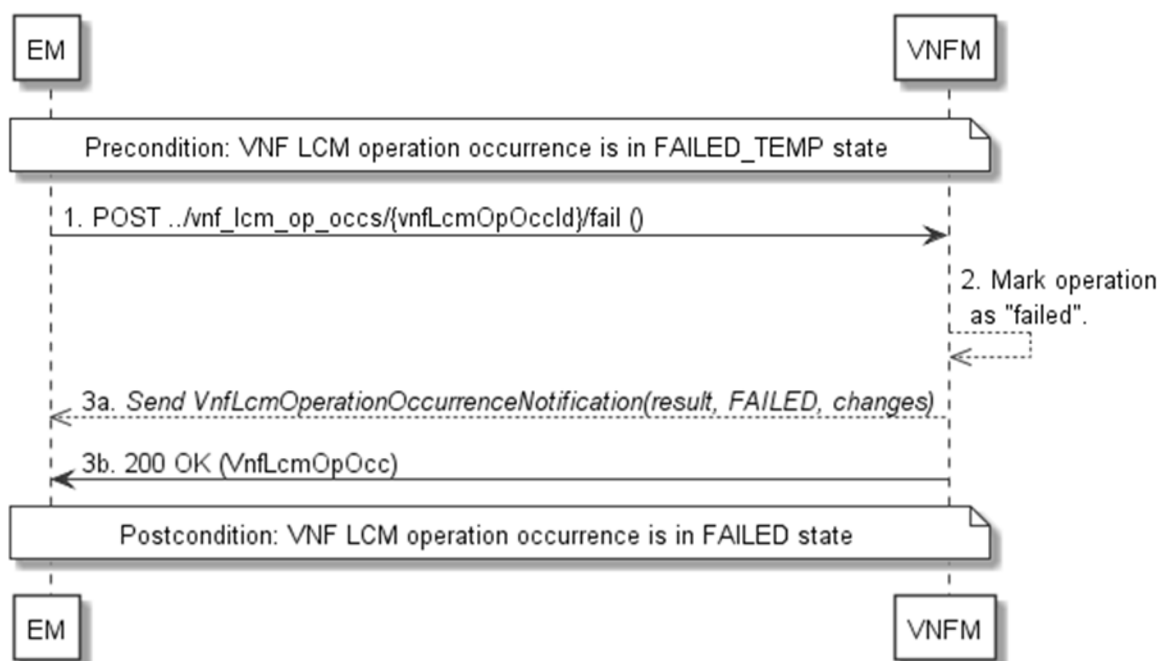 EM VNFM
Precondition: VNF LCM operation occurrence is in FAILED_TEMP state
1. POST ../vnf_lcm_op_occs/{vnfLcmOpOccId}/fail ()
2. Mark operation
as "failed".
3a. Send VnfLcmOperationOccurrenceNotification(result, FAILED, changes)
3b. 200 OK (VnfLcmOpOcc)
Postcondition: VNF LCM operation occurrence is in FAILED state
EM VNFM